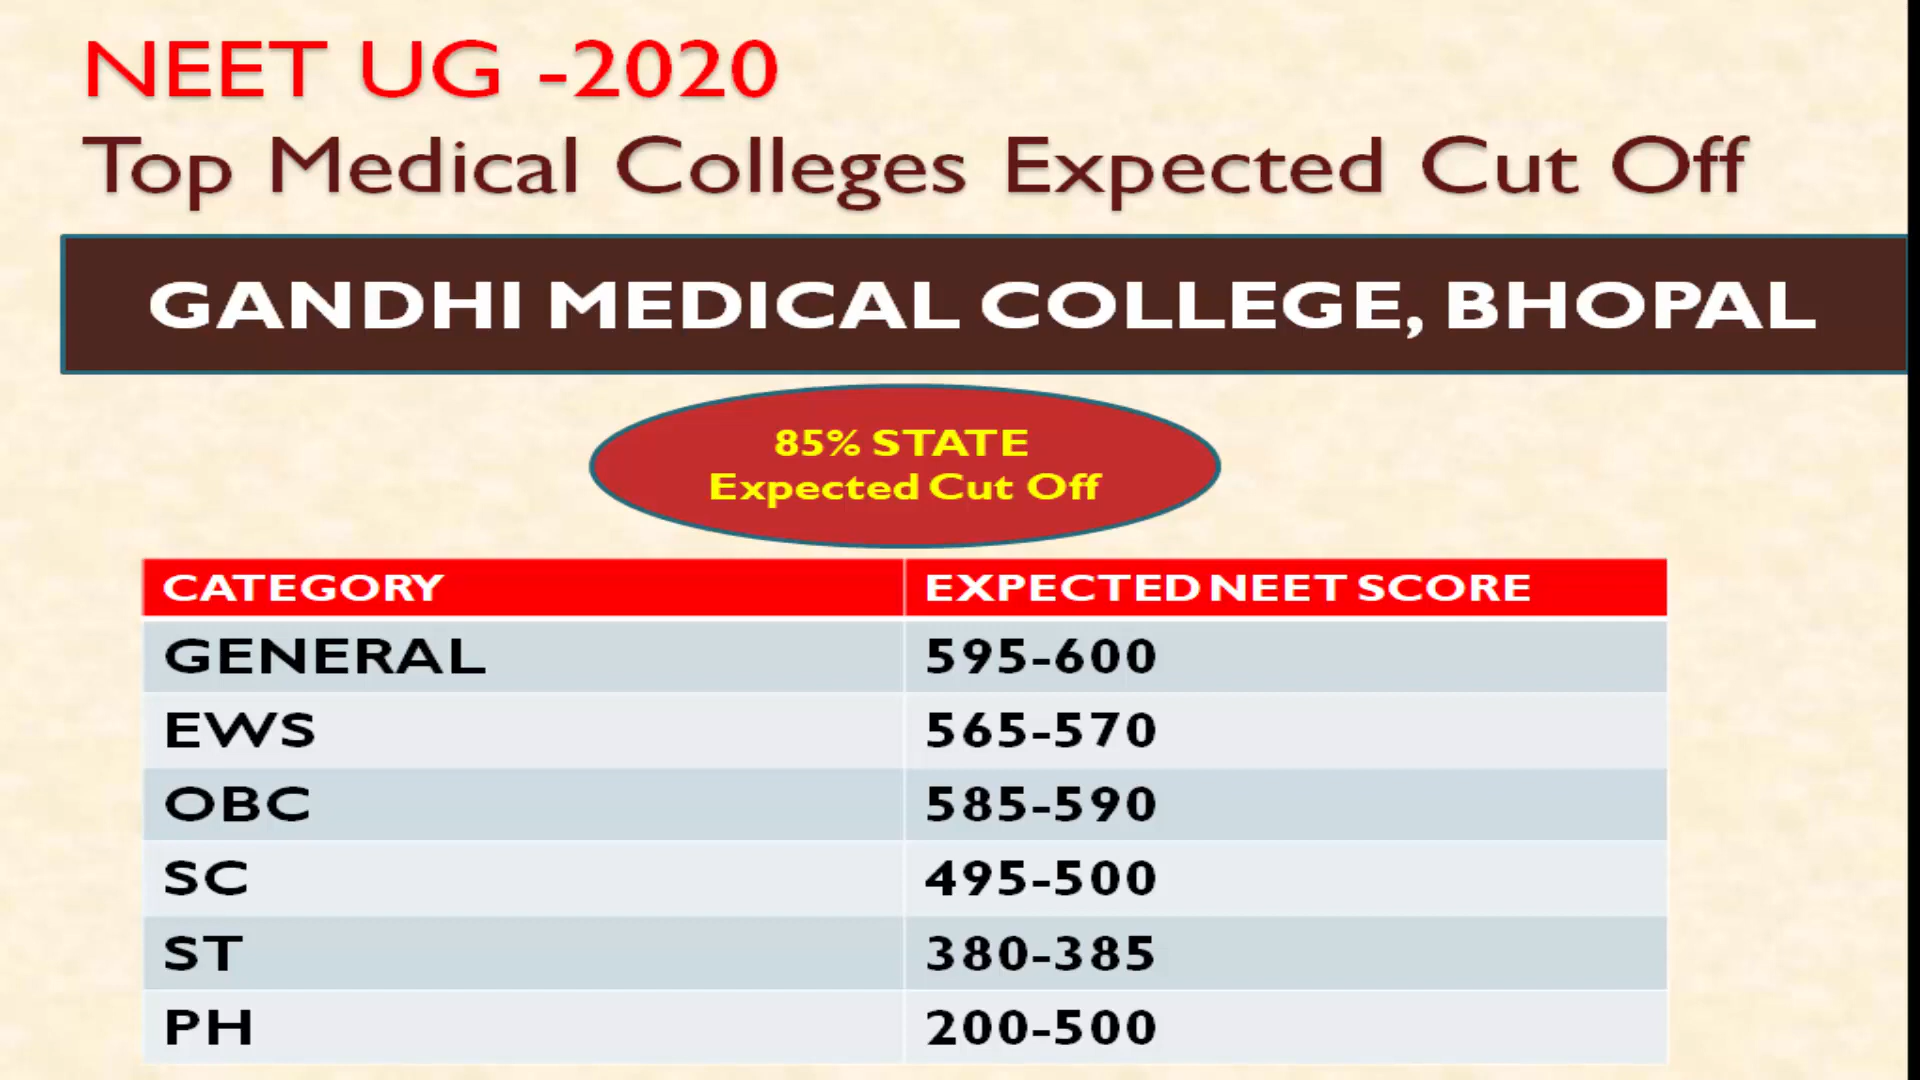 NEET UG -2020
Top Medical Colleges Expected Cut Off
GANDHI MEDICAL COLLEGE, BHOPAL
85% STATE
Expected Cut Off
CATEGORY EXPECTED NEET SCORE
GENERAL 595-600
EWS 565-570
OBC 585-590
SC 495-500
ST 380-385
PH 200-500